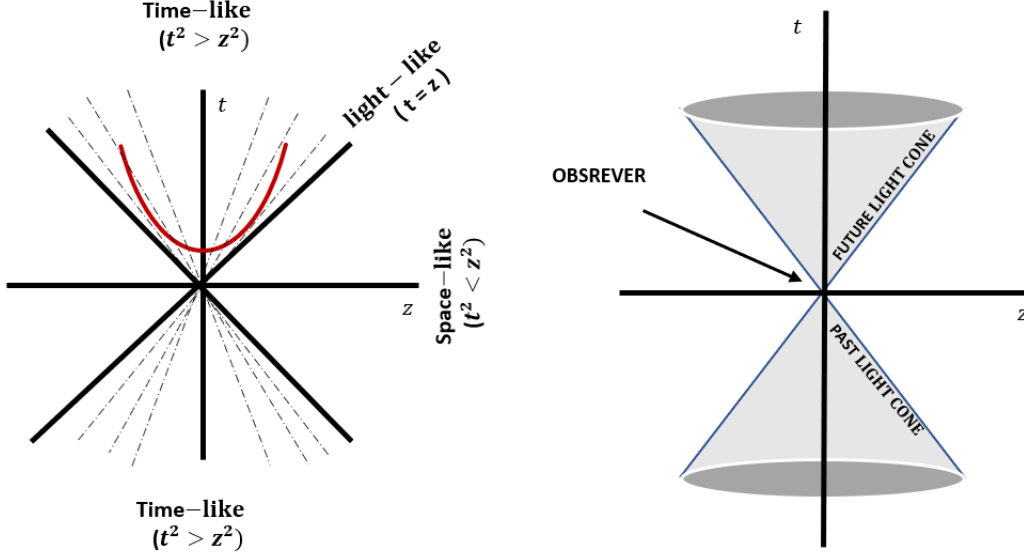 Time−like
(t² > z²)
t
light − like
( t = z )
Space−like
(t² < z²)
z
Time−like
(t² > z²)
t
OBSREVER
FUTURE LIGHT CONE
z
PAST LIGHT CONE